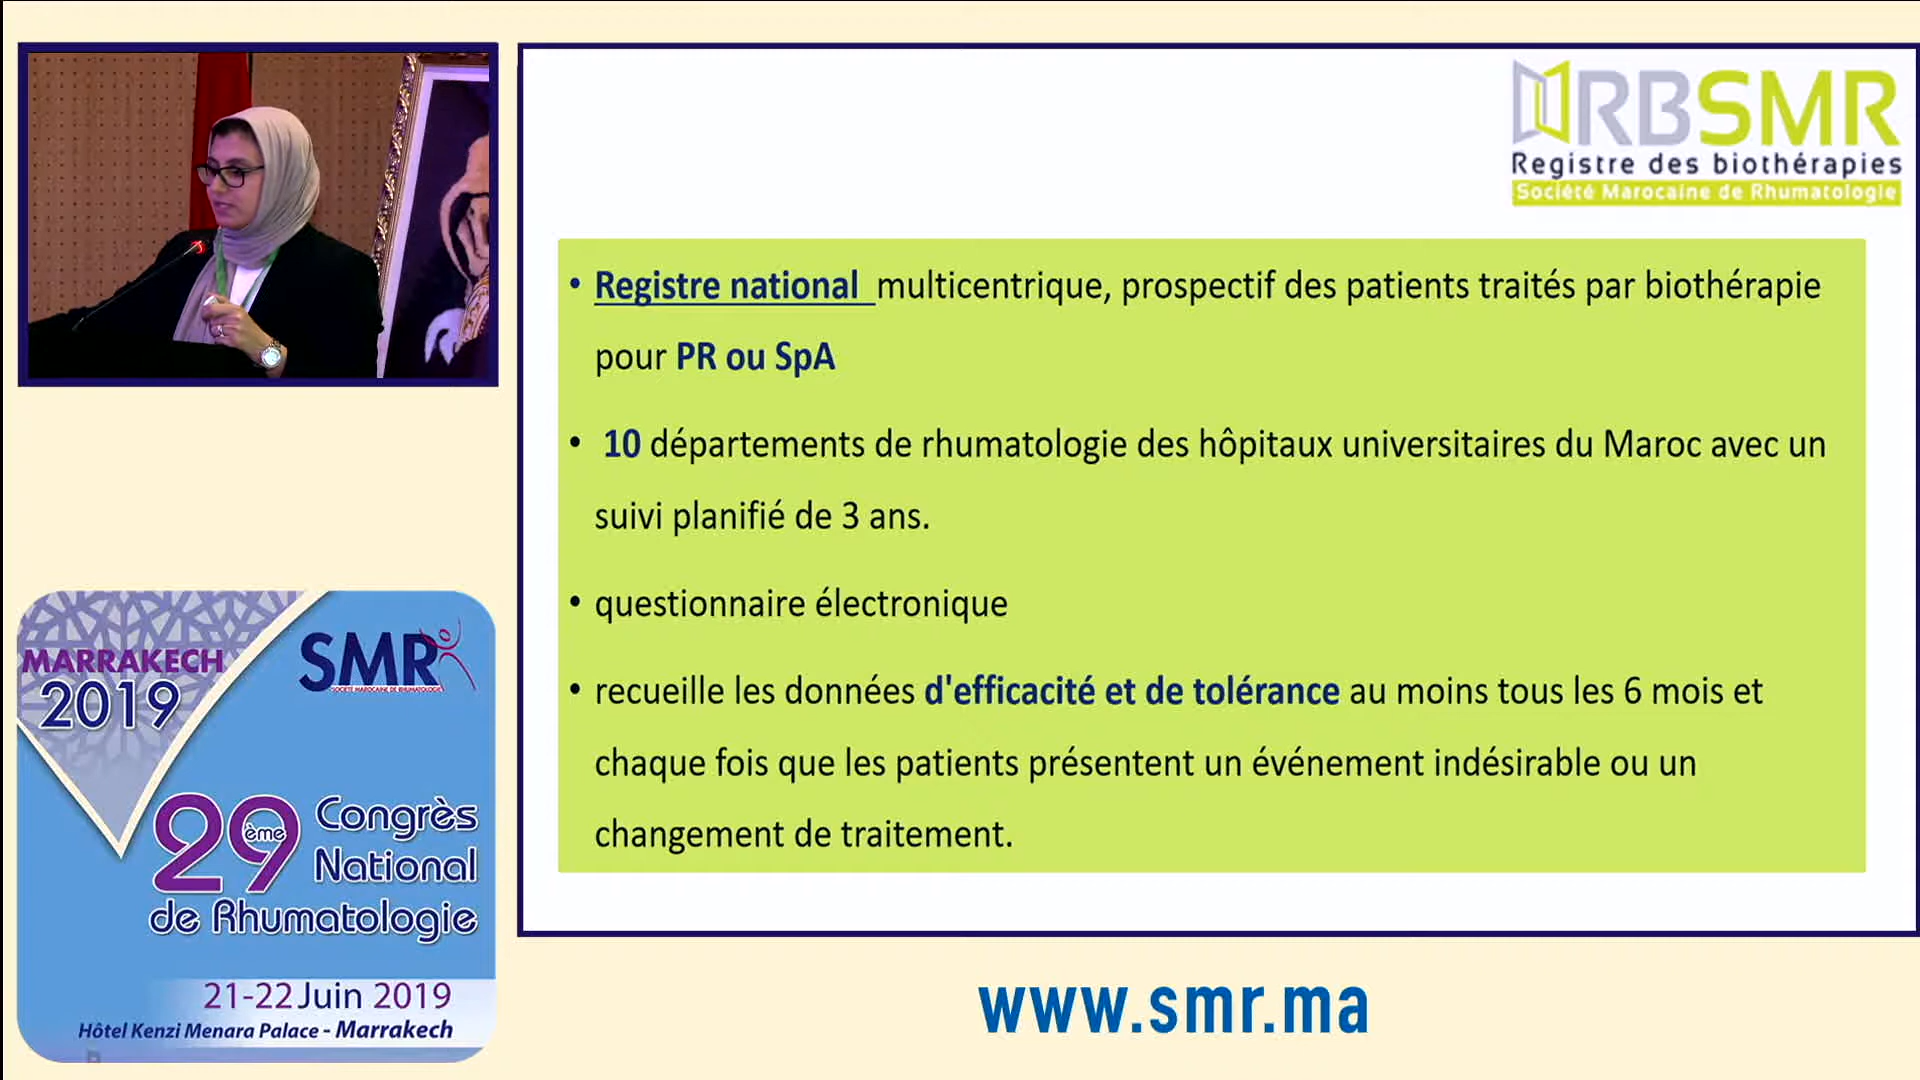 RBSMR
Registre des biothérapies
Société Marocaine de Rhumatologie
• Registre national multicentrique, prospectif des patients traités par biothérapie
pour PR ou SpA
• 10 départements de rhumatologie des hôpitaux universitaires du Maroc avec un
suivi planifié de 3 ans.
• questionnaire électronique
• recueille les données d'efficacité et de tolérance au moins tous les 6 mois et
chaque fois que les patients présentent un événement indésirable ou un
changement de traitement.
MARRAKECH
2019
SMR
SOCIÉTÉ MAROCAINE DE RHUMATOLOGIE
29ème Congrès
National
de Rhumatologie
21-22 Juin 2019
Hôtel Kenzi Menara Palace - Marrakech
www.smr.ma